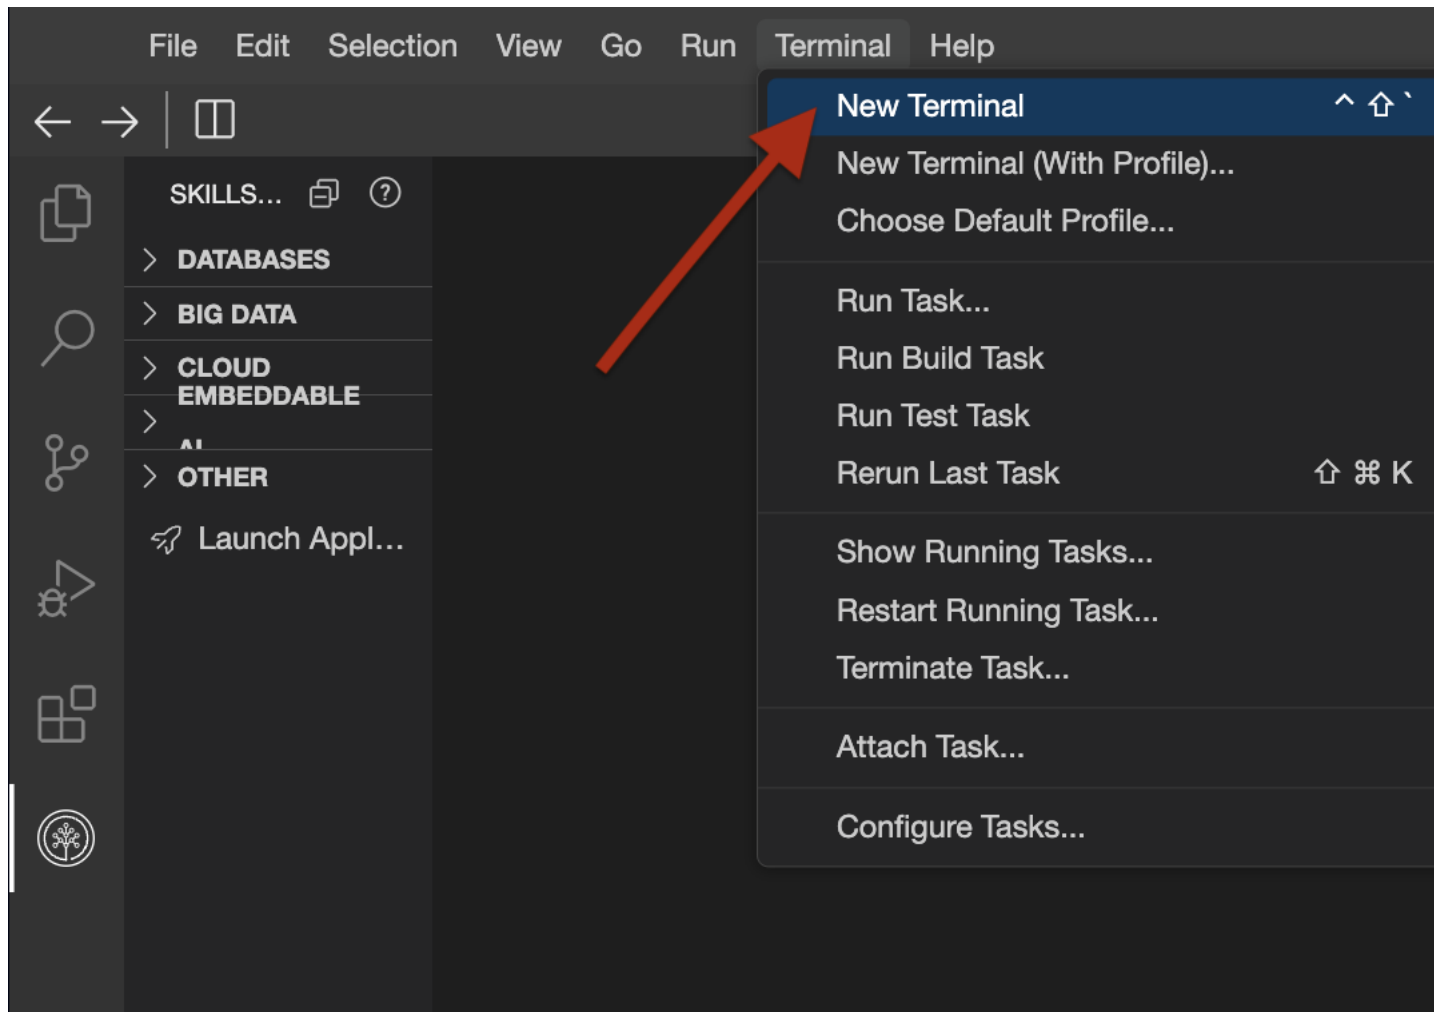 File Edit Selection View Go Run Terminal Help
New Terminal ^ ⇧ `
New Terminal (With Profile)...
Choose Default Profile...
Run Task...
Run Build Task
Run Test Task
Rerun Last Task ⇧ ⌘ K
Show Running Tasks...
Restart Running Task...
Terminate Task...
Attach Task...
Configure Tasks...
SKILLS...
DATABASES
BIG DATA
CLOUD
EMBEDDABLE
AI
OTHER
Launch Appl...